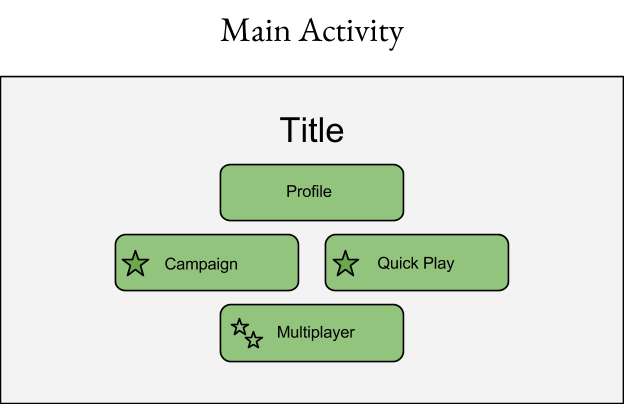 Main Activity
Title
Profile
Campaign
Quick Play
Multiplayer